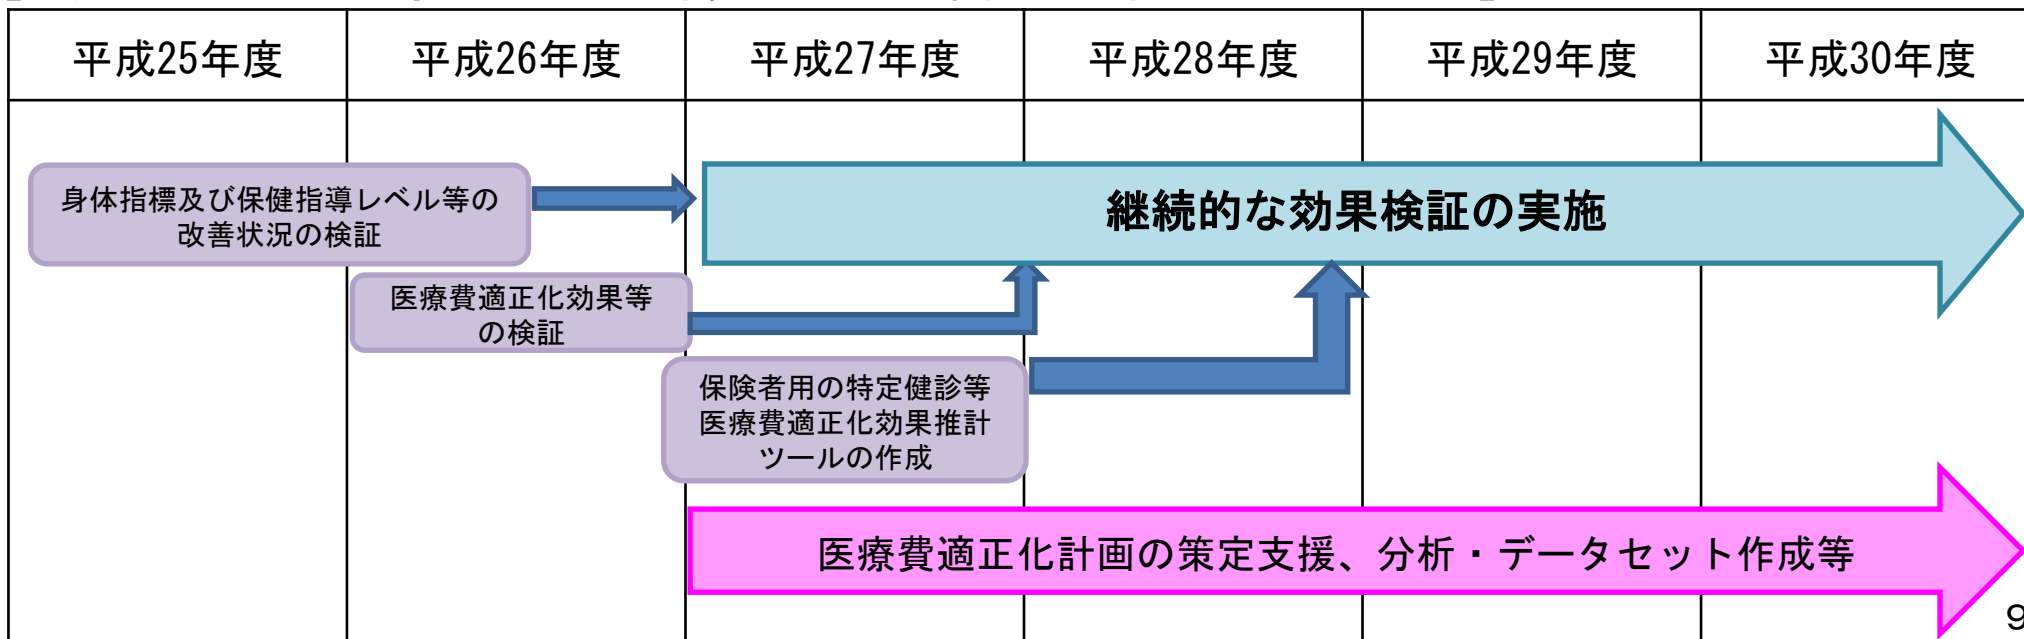 平成25年度
平成26年度
平成27年度
平成28年度
平成29年度
平成30年度
身体指標及び保健指導レベル等の
改善状況の検証
継続的な効果検証の実施
医療費適正化効果等
の検証
保険者用の特定健診等
医療費適正化効果推計
ツールの作成
医療費適正化計画の策定支援、分析・データセット作成等
9